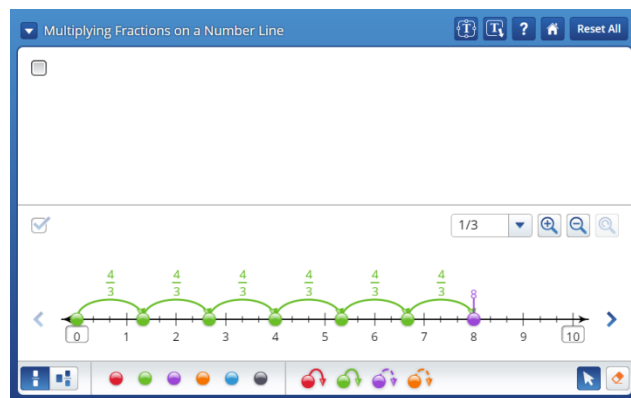 Multiplying Fractions on a Number Line
T T ? Reset All
1/3
4/3 4/3 4/3 4/3 4/3 4/3 8
0 1 2 3 4 5 6 7 8 9 10